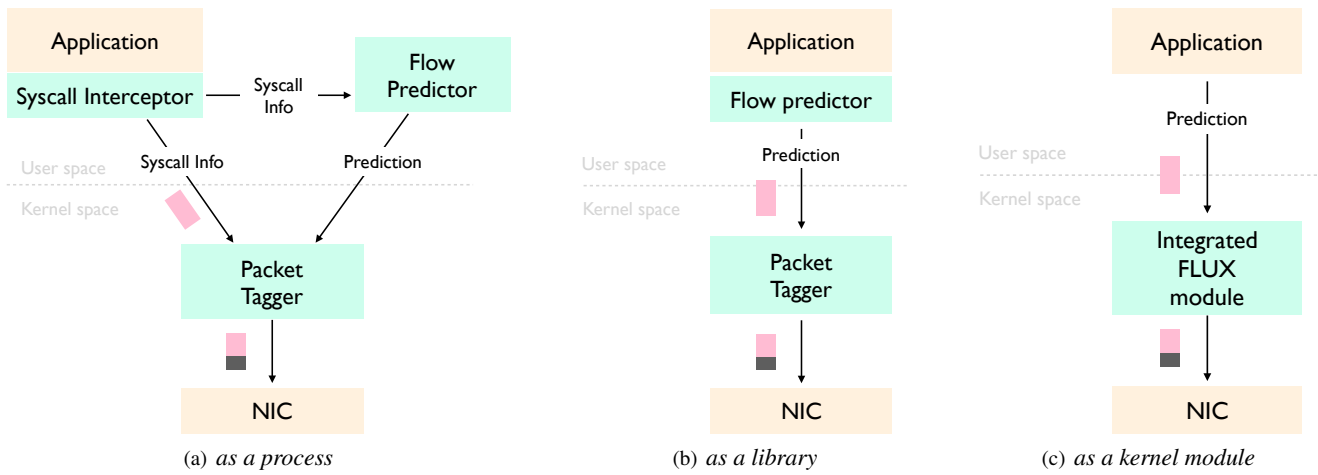 Application
Syscall Interceptor
Syscall
Info
Flow
Predictor
Syscall Info
Prediction
User space
Kernel space
Packet
Tagger
NIC
(a) as a process
Application
Flow predictor
Prediction
User space
Kernel space
Packet
Tagger
NIC
(b) as a library
Application
Prediction
User space
Kernel space
Integrated
FLUX
module
NIC
(c) as a kernel module